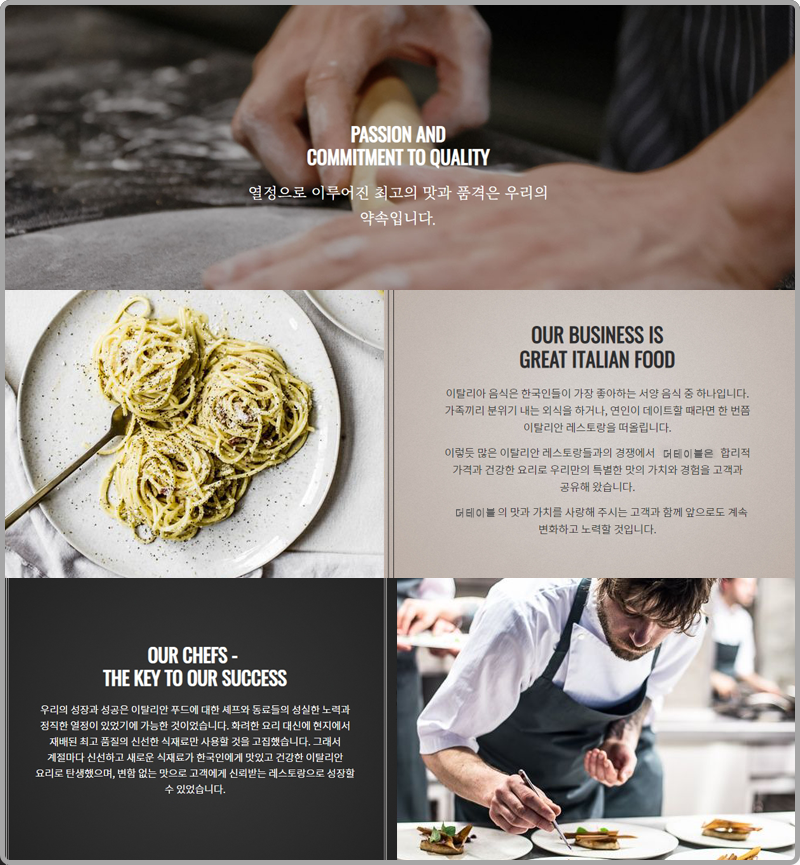 PASSION AND
COMMITMENT TO QUALITY
열정으로 이루어진 최고의 맛과 품격은 우리의
약속입니다.
OUR BUSINESS IS
GREAT ITALIAN FOOD
이탈리아 음식은 한국인들이 가장 좋아하는 서양 음식 중 하나입니다.
가족끼리 분위기 내는 외식을 하거나, 연인이 데이트할 때라면 한 번쯤
이탈리안 레스토랑을 떠올립니다.
이렇듯 많은 이탈리안 레스토랑들과의 경쟁에서 더테이블은 합리적
가격과 건강한 요리로 우리만의 특별한 맛의 가치와 경험을 고객과
공유해 왔습니다.
더테이블의 맛과 가치를 사랑해 주시는 고객과 함께 앞으로도 계속
변화하고 노력할 것입니다.
OUR CHEFS -
THE KEY TO OUR SUCCESS
우리의 성장과 성공은 이탈리안 푸드에 대한 셰프와 동료들의 성실한 노력과
정직한 열정이 있었기에 가능한 것이었습니다. 화려한 요리 대신에 현지에서
재배된 최고 품질의 신선한 식재료만 사용할 것을 고집했습니다. 그래서
계절마다 신선하고 새로운 식재료가 한국인에게 맛있고 건강한 이탈리안
요리로 탄생했으며, 변함 없는 맛으로 고객에게 신뢰받는 레스토랑으로 성장할
수 있었습니다.